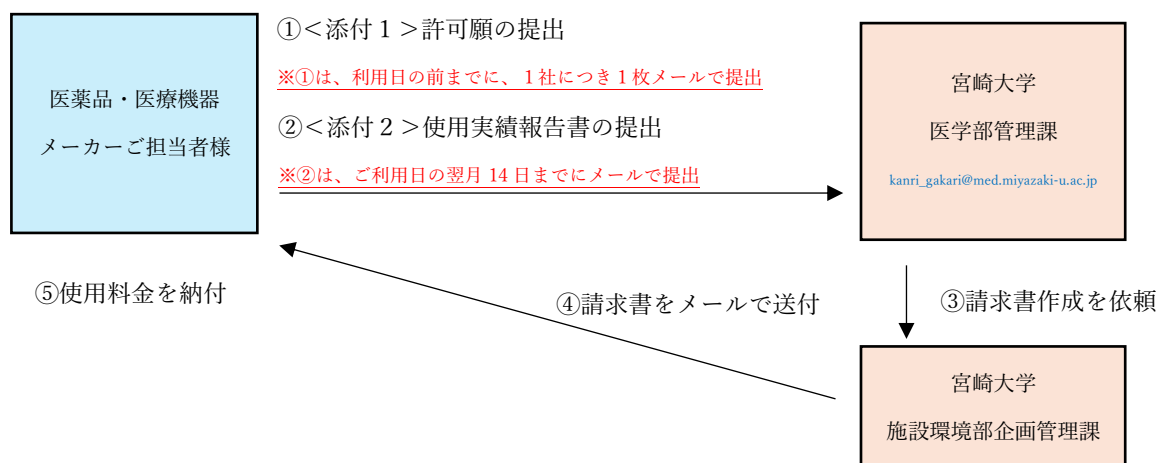 ①<添付１>許可願の提出
※①は、利用日の前までに、１社につき１枚メールで提出
②<添付２>使用実績報告書の提出
※②は、ご利用日の翌月 14 日までにメールで提出
医薬品・医療機器
メーカーご担当者様
宮崎大学
医学部管理課
kanri_gakari@med.miyazaki-u.ac.jp
⑤使用料金を納付
④請求書をメールで送付
③請求書作成を依頼
宮崎大学
施設環境部企画管理課